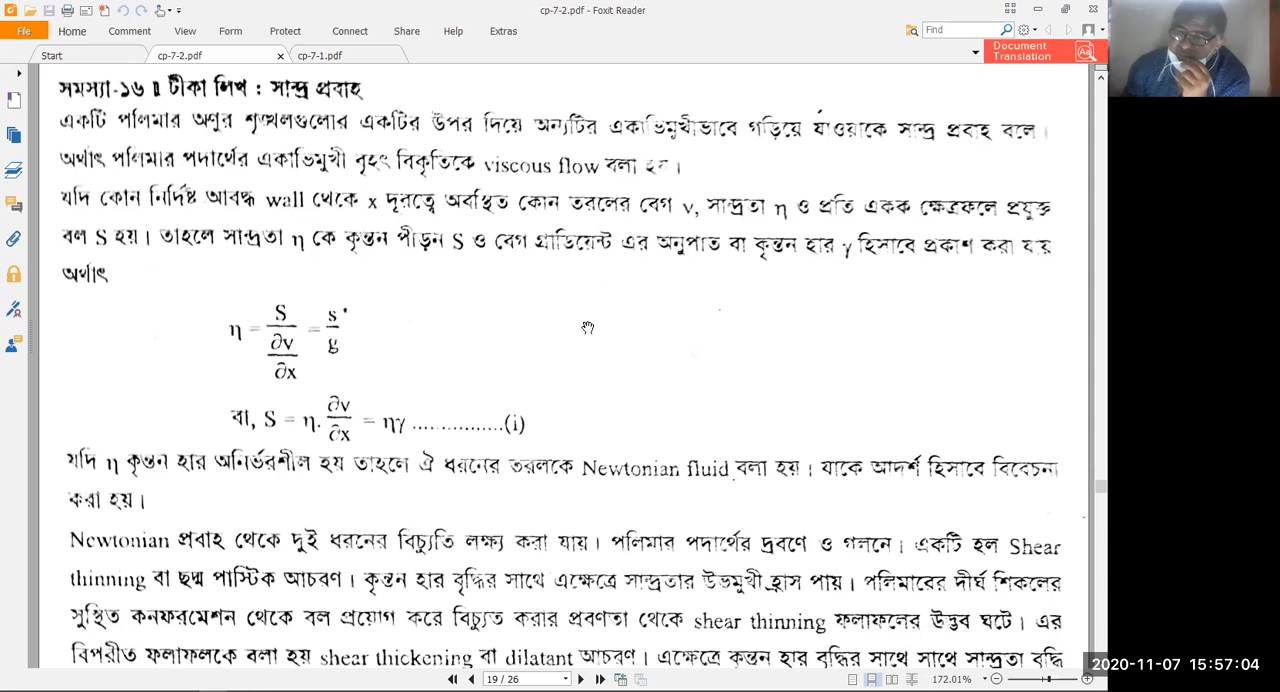 cp-7-2.pdf - Foxit Reader
File Home Comment View Form Protect Connect Share Help Extras
Find
Start cp-7-2.pdf × cp-7-1.pdf
Document Translation
সমস্যা-১৬ ॥ টীকা লিখ : সান্দ্র প্রবাহ
একটি পলিমার অণুর শৃঙ্খলগুলোর একটির উপর দিয়ে অন্যটির একাভিমুখীভাবে গড়িয়ে যাওয়াকে সান্দ্র প্রবাহ বলে।
অর্থাৎ পলিমার পদার্থের একাভিমুখী বৃহৎ বিকৃতিকে viscous flow বলা হয়।
যদি কোন নির্দিষ্ট আবদ্ধ wall থেকে x দূরত্বে অবস্থিত কোন তরলের বেগ v, সান্দ্রতা η ও প্রতি একক ক্ষেত্রফলে প্রযুক্ত
বল S হয়। তাহলে সান্দ্রতা η কে কৃন্তন পীড়ন S ও বেগ গ্রাডিয়েন্ট এর অনুপাত বা কৃন্তন হার γ হিসাবে প্রকাশ করা যায়
অর্থাৎ
η = S / (∂v / ∂x) = s / g
বা, S = η. ∂v/∂x = ηγ ...............(i)
যদি η কৃন্তন হার অনির্ভরশীল হয় তাহলে ঐ ধরনের তরলকে Newtonian fluid বলা হয়। যাকে আদর্শ হিসাবে বিবেচনা
করা হয়।
Newtonian প্রবাহ থেকে দুই ধরনের বিচ্যুতি লক্ষ্য করা যায়। পলিমার পদার্থের দ্রবণে ও গলনে। একটি হল Shear
thinning বা ছদ্ম পাস্টিক আচরণ। কৃন্তন হার বৃদ্ধির সাথে এক্ষেত্রে সান্দ্রতার উভমুখী হ্রাস পায়। পলিমারের দীর্ঘ শিকলের
সুস্থিত কনফরমেশন থেকে বল প্রয়োগ করে বিচ্যুত করার প্রবণতা থেকে shear thinning ফলাফলের উদ্ভব ঘটে। এর
বিপরীত ফলাফলকে বলা হয় shear thickening বা dilatant আচরণ। এক্ষেত্রে কৃন্তন হার বৃদ্ধির সাথে সাথে সান্দ্রতা বৃদ্ধি
19 / 26
172.01%
2020-11-07 15:57:04